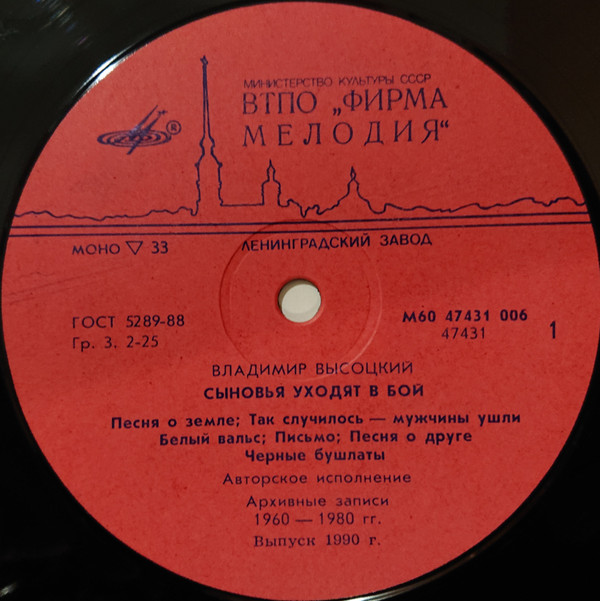 МИНИСТЕРСТВО КУЛЬТУРЫ СССР
ВТПО „ФИРМА
МЕЛОДИЯ“
®
МОНО ▽ 33
ЛЕНИНГРАДСКИЙ ЗАВОД
ГОСТ 5289-88
Гр. 3. 2-25
М60 47431 006
47431
1
ВЛАДИМИР ВЫСОЦКИЙ
СЫНОВЬЯ УХОДЯТ В БОЙ
Песня о земле; Так случилось — мужчины ушли
Белый вальс; Письмо; Песня о друге
Черные бушлаты
Авторское исполнение
Архивные записи
1960 — 1980 гг.
Выпуск 1990 г.